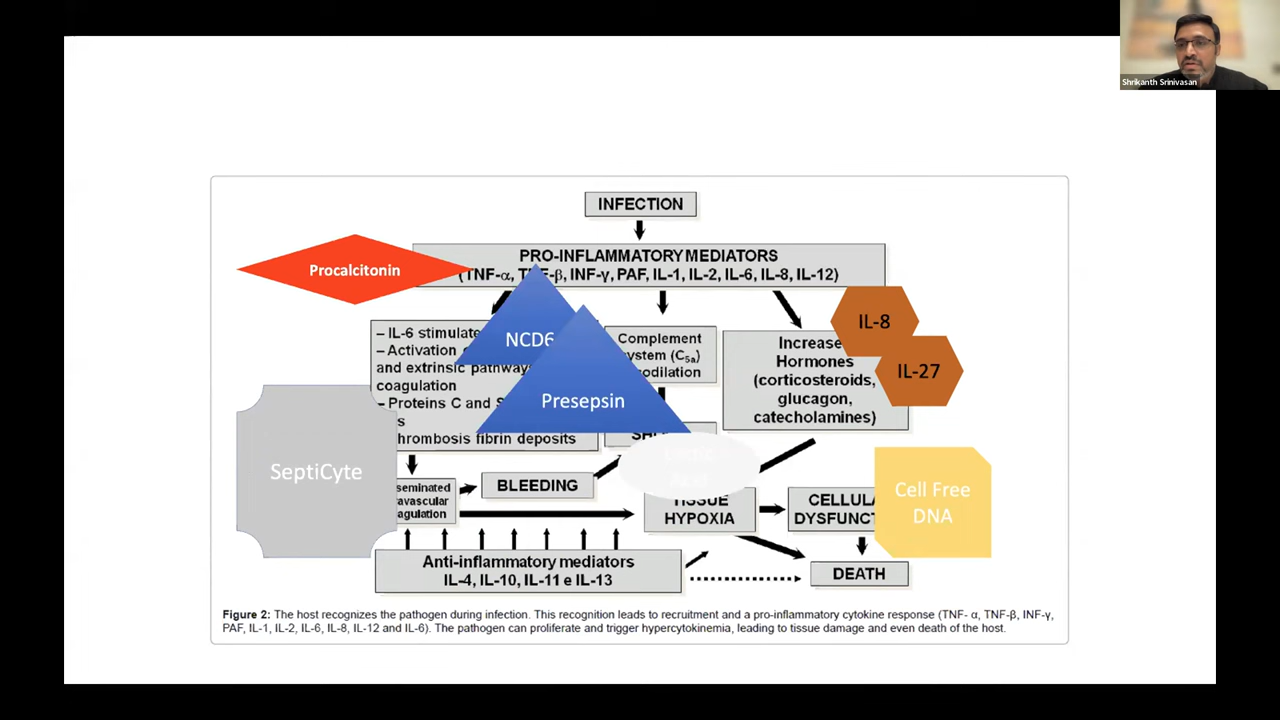 Shrikanth Srinivasan
INFECTION
PRO-INFLAMMATORY MEDIATORS
(TNF-α, TNF-β, INF-γ, PAF, IL-1, IL-2, IL-6, IL-8, IL-12)
Procalcitonin
– IL-6 stimulate
– Activation
and extrinsic pathway
coagulation
– Proteins C and S
thrombosis fibrin deposits
NCD6
Presepsin
Complement
system (C5a)
Increase
Hormones
(corticosteroids,
glucagon,
catecholamines)
IL-8
IL-27
SeptiCyte
Lactic
Acid
seminated
ravascular
agulation
BLEEDING
TISSUE
HYPOXIA
CELLULA
DYSFUNCT
Cell Free
DNA
Anti-inflammatory mediators
IL-4, IL-10, IL-11 e IL-13
DEATH
Figure 2: The host recognizes the pathogen during infection. This recognition leads to recruitment and a pro-inflammatory cytokine response (TNF- α, TNF-β, INF-γ,
PAF, IL-1, IL-2, IL-6, IL-8, IL-12 and IL-6). The pathogen can proliferate and trigger hypercytokinemia, leading to tissue damage and even death of the host.